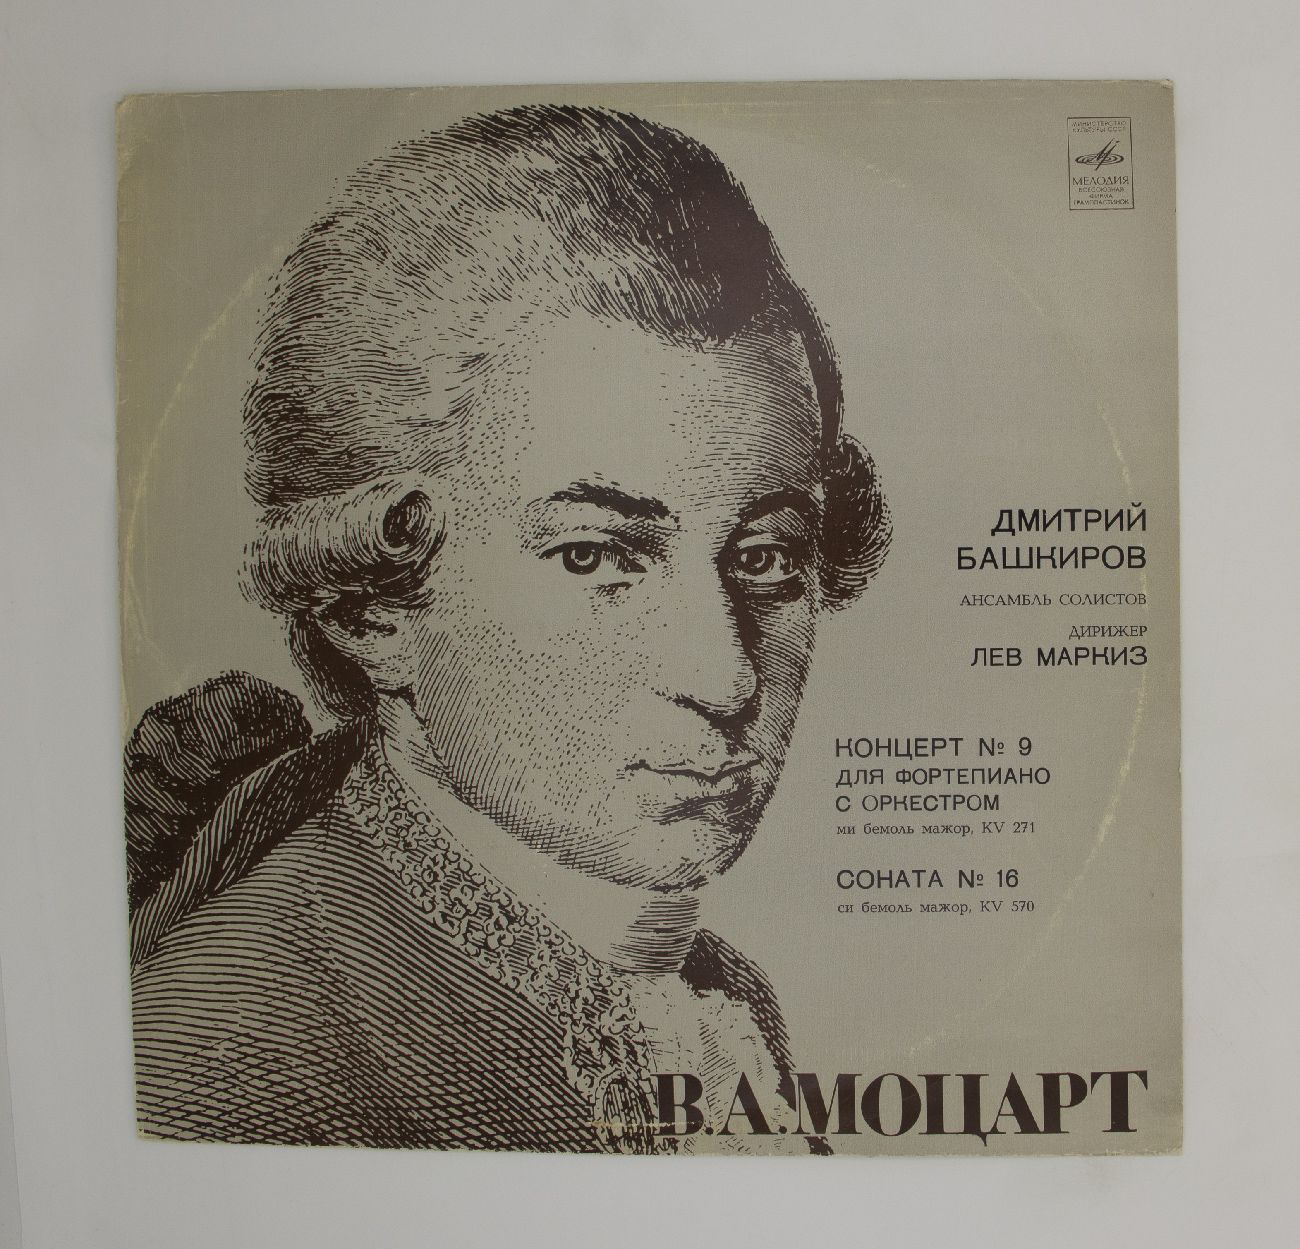 МИНИСТЕРСТВО
КУЛЬТУРЫ СССР
МЕЛОДИЯ
ВСЕСОЮЗНАЯ
ФИРМА
ГРАМПЛАСТИНОК
ДМИТРИЙ
БАШКИРОВ
АНСАМБЛЬ СОЛИСТОВ
ДИРИЖЕР
ЛЕВ МАРКИЗ
КОНЦЕРТ № 9
ДЛЯ ФОРТЕПИАНО
С ОРКЕСТРОМ
ми бемоль мажор, KV 271
СОНАТА № 16
си бемоль мажор, KV 570
В.А.МОЦАРТ